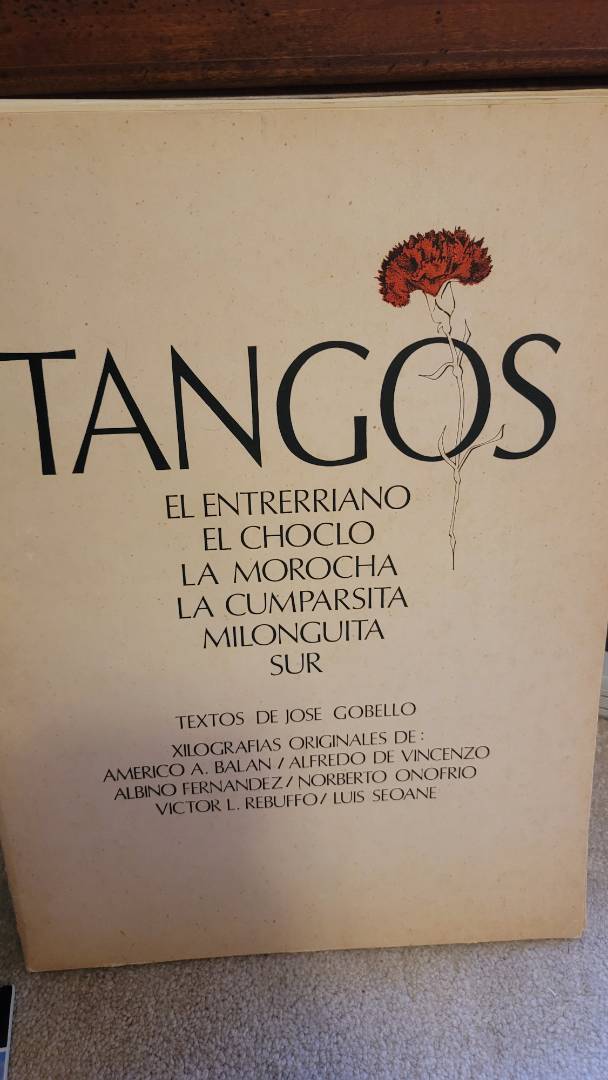 TANGOS
EL ENTRERRIANO
EL CHOCLO
LA MOROCHA
LA CUMPARSITA
MILONGUITA
SUR
TEXTOS DE JOSE GOBELLO
XILOGRAFIAS ORIGINALES DE:
AMERICO A. BALAN / ALFREDO DE VINCENZO
ALBINO FERNANDEZ / NORBERTO ONOFRIO
VICTOR L. REBUFFO / LUIS SEOANE